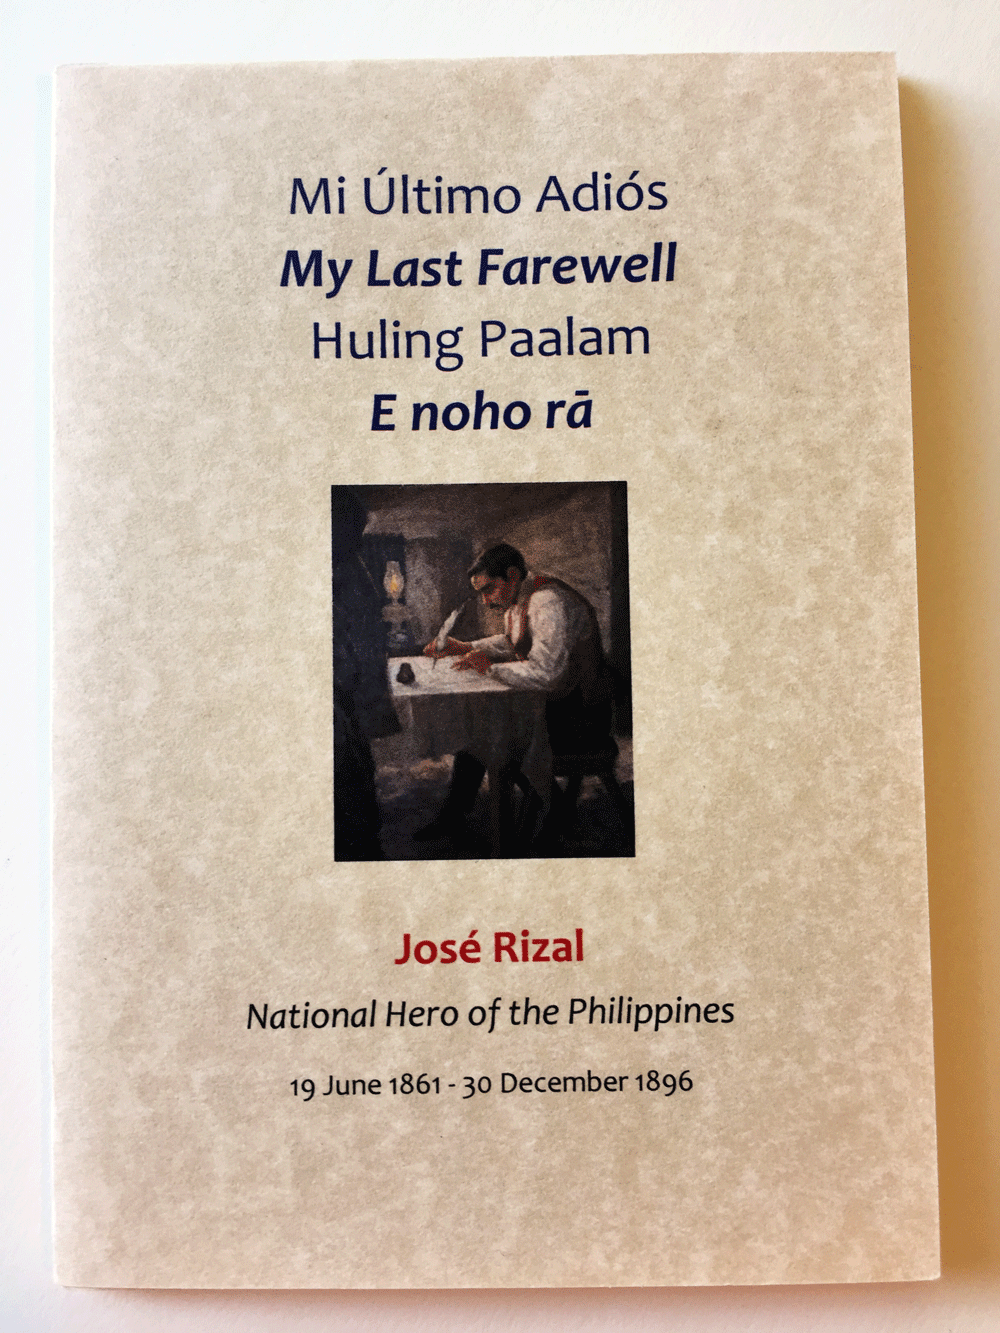 Mi Último Adiós
My Last Farewell
Huling Paalam
E noho rā
José Rizal
National Hero of the Philippines
19 June 1861 - 30 December 1896